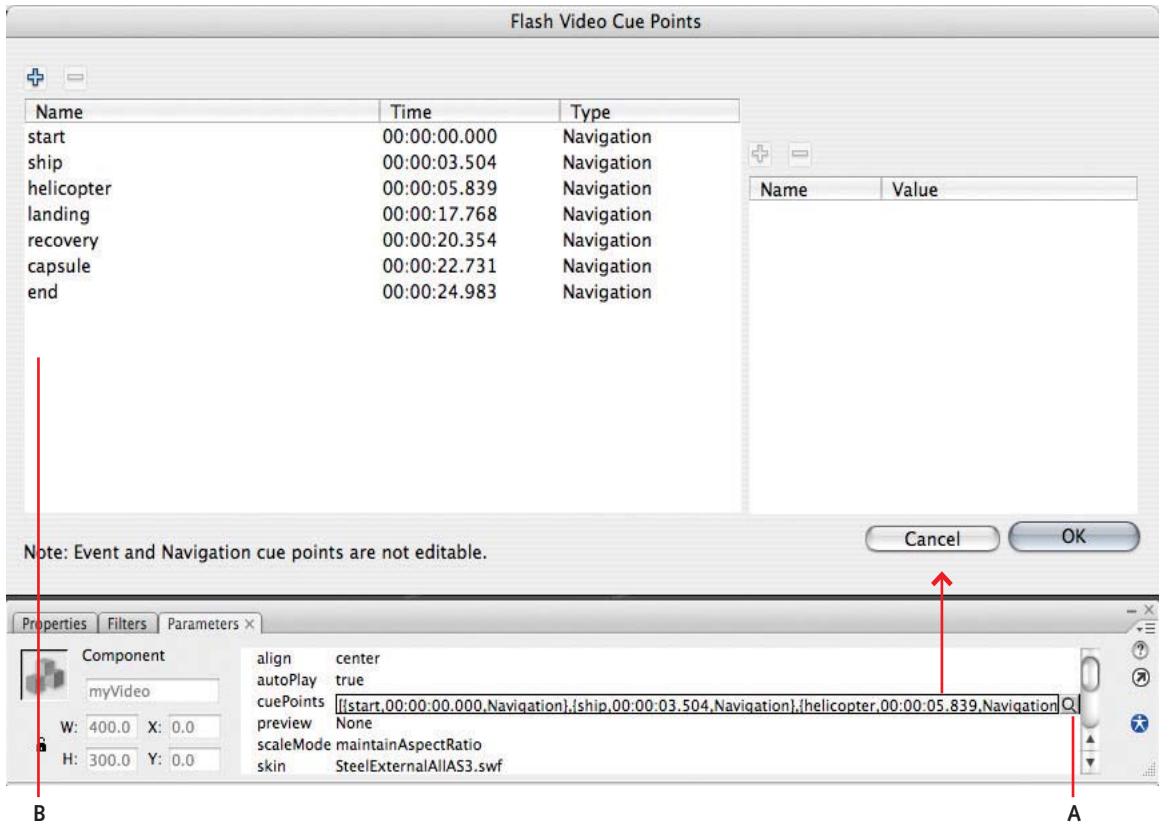 Flash Video Cue Points
Name Time Type
start 00:00:00.000 Navigation
ship 00:00:03.504 Navigation
helicopter 00:00:05.839 Navigation
landing 00:00:17.768 Navigation
recovery 00:00:20.354 Navigation
capsule 00:00:22.731 Navigation
end 00:00:24.983 Navigation
Name Value
Note: Event and Navigation cue points are not editable.
Cancel OK
Properties Filters Parameters ×
Component
myVideo
W: 400.0 X: 0.0
H: 300.0 Y: 0.0
align center
autoPlay true
cuePoints [{start,00:00:00.000,Navigation},{ship,00:00:03.504,Navigation},{helicopter,00:00:05.839,Navigation
preview None
scaleMode maintainAspectRatio
skin SteelExternalAllAS3.swf
B A